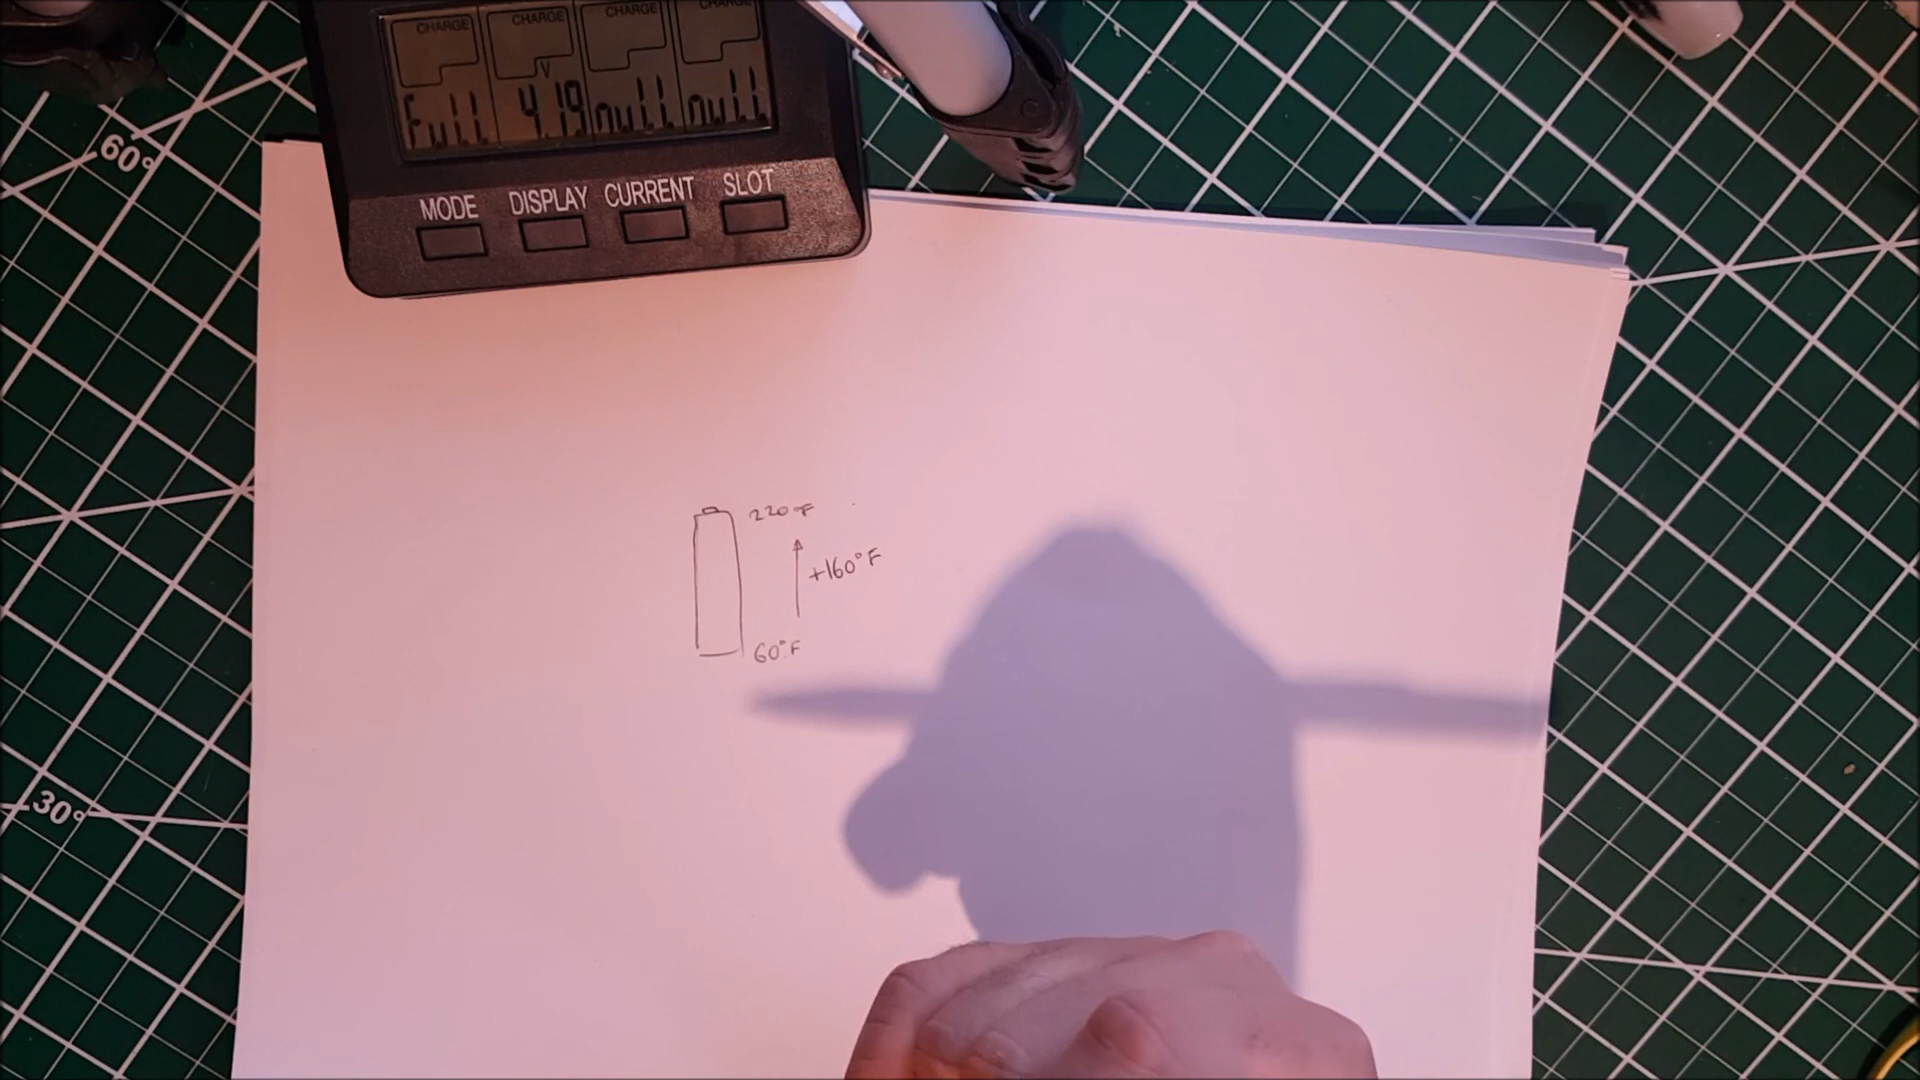 CHARGE CHARGE CHARGE CHARGE
V
Full 4.19 null null
MODE DISPLAY CURRENT SLOT
60°
220°F
+160°F
60°F
30°